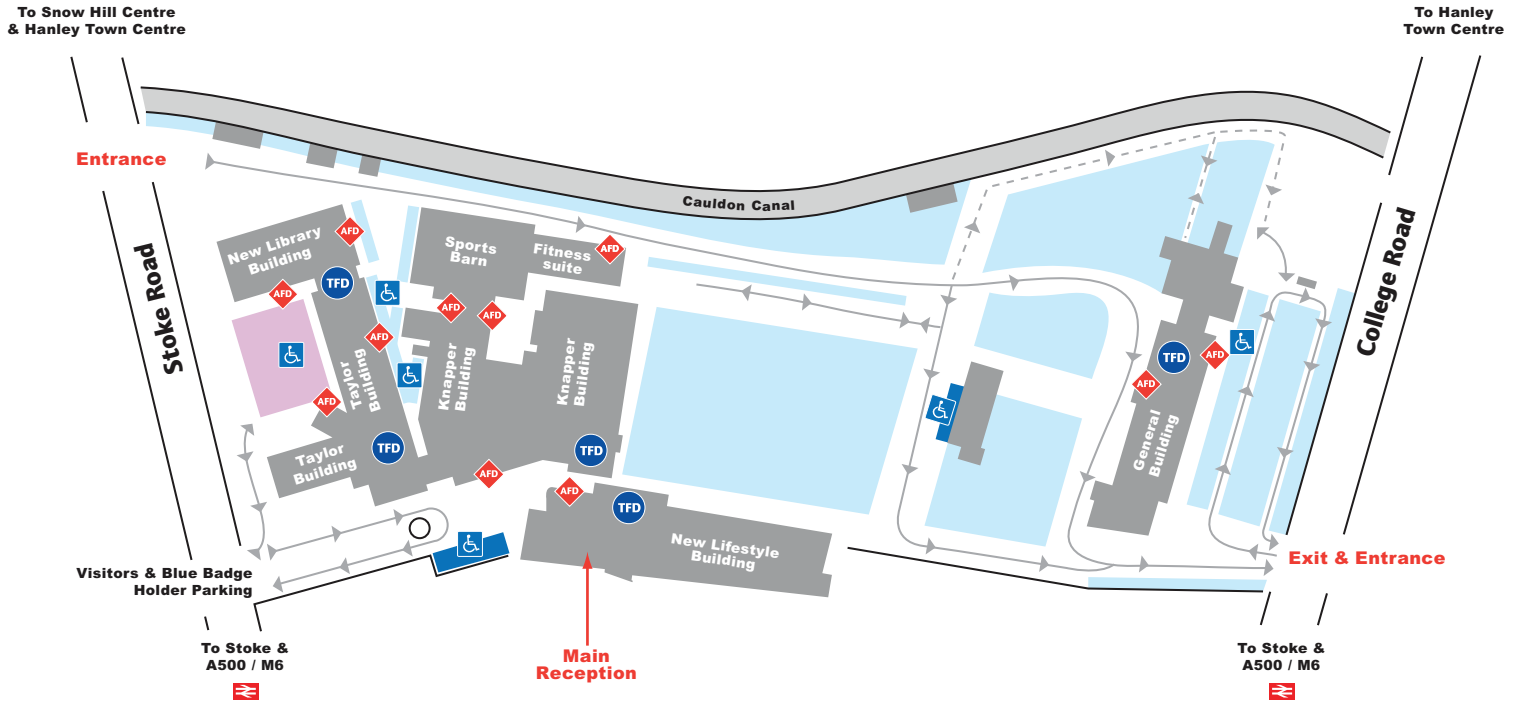 To Snow Hill Centre
& Hanley Town Centre
To Hanley
Town Centre
Entrance
Cauldon Canal
Stoke Road
College Road
New Library
Building
AFD
Sports
Barn
Fitness
suite
AFD
TFD
AFD
AFD
AFD
AFD
Taylor
Building
Knapper
Building
Knapper
Building
TFD
AFD
AFD
AFD
General
Building
Taylor
Building
TFD
TFD
AFD
AFD
TFD
New Lifestyle
Building
Visitors & Blue Badge
Holder Parking
Exit & Entrance
To Stoke &
A500 / M6
Main
Reception
To Stoke &
A500 / M6